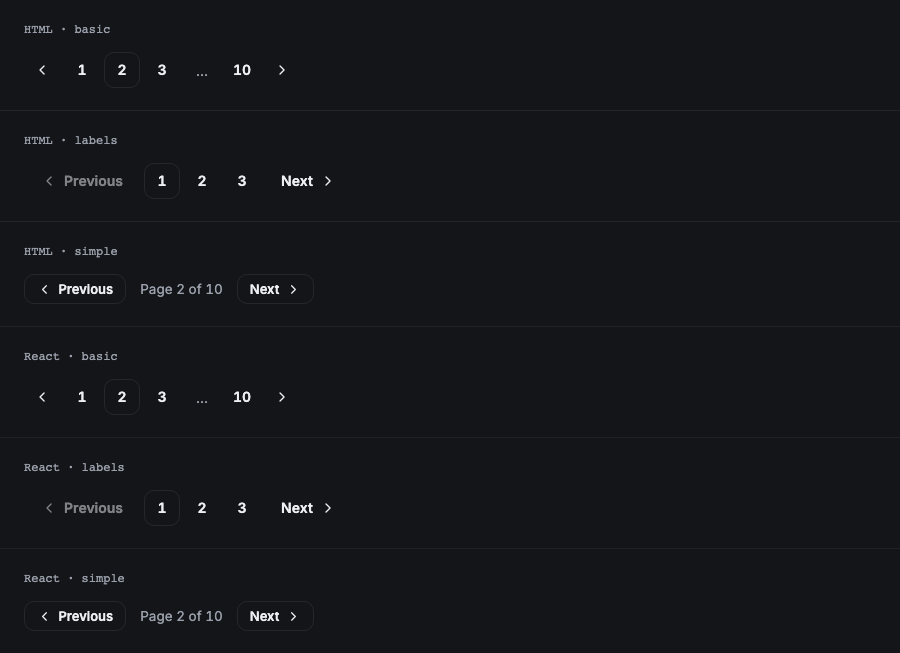 HTML · basic
1 2 3 ... 10
HTML · labels
Previous 1 2 3 Next
HTML · simple
Previous Page 2 of 10 Next
React · basic
1 2 3 ... 10
React · labels
Previous 1 2 3 Next
React · simple
Previous Page 2 of 10 Next